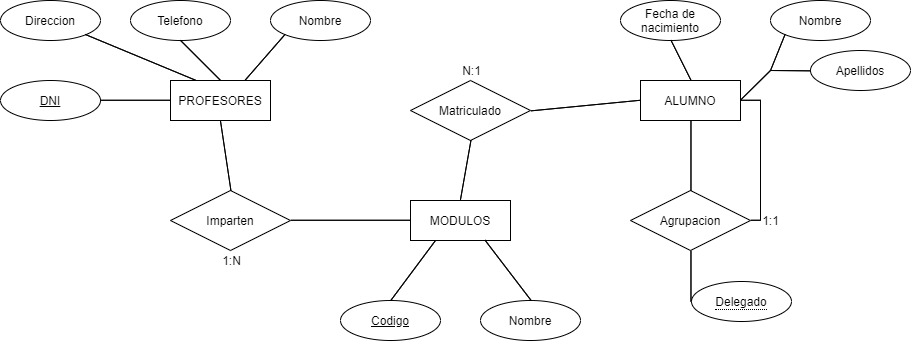 Direccion
Telefono
Nombre
Fecha de
nacimiento
Nombre
Apellidos
DNI
PROFESORES
N:1
Matriculado
ALUMNO
Imparten
1:N
MODULOS
Agrupacion
1:1
Codigo
Nombre
Delegado